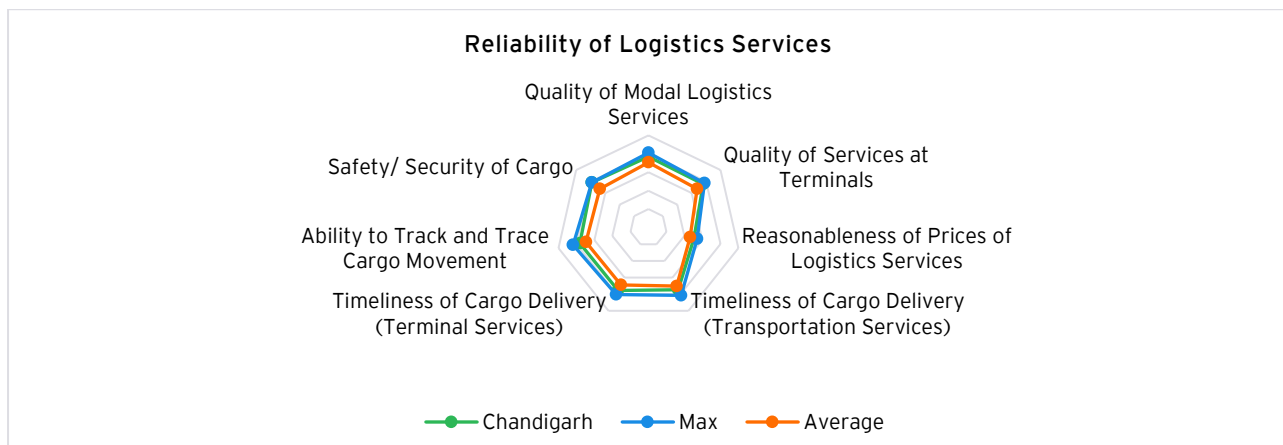 Reliability of Logistics Services
Quality of Modal Logistics
Services
Quality of Services at
Terminals
Reasonableness of Prices of
Logistics Services
Timeliness of Cargo Delivery
(Transportation Services)
Timeliness of Cargo Delivery
(Terminal Services)
Ability to Track and Trace
Cargo Movement
Safety/ Security of Cargo
Chandigarh
Max
Average